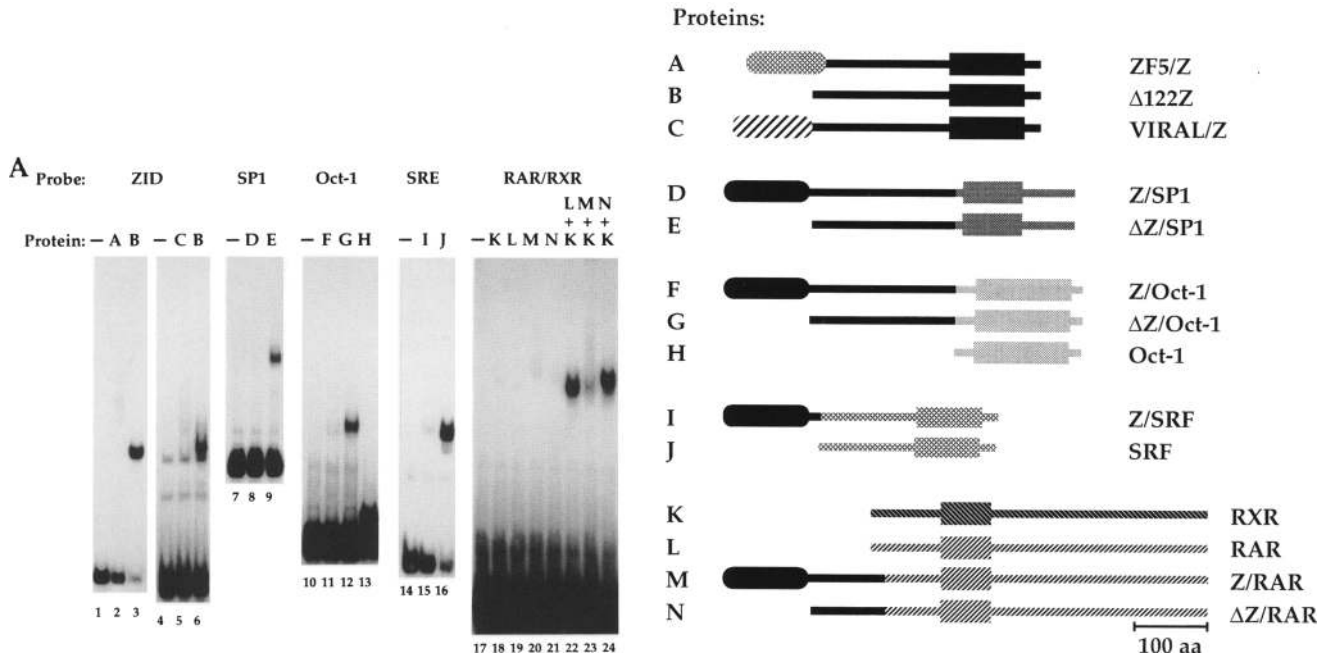 A
Probe: ZID SP1 Oct-1 SRE RAR/RXR
L M N
+ + +
Protein: – A B – C B – D E – F G H – I J – K L M N K K K
1 2 3 4 5 6 7 8 9 10 11 12 13 14 15 16 17 18 19 20 21 22 23 24
Proteins:
A ZF5/Z
B Δ122Z
C VIRAL/Z
D Z/SP1
E ΔZ/SP1
F Z/Oct-1
G ΔZ/Oct-1
H Oct-1
I Z/SRF
J SRF
K RXR
L RAR
M Z/RAR
N ΔZ/RAR
100 aa